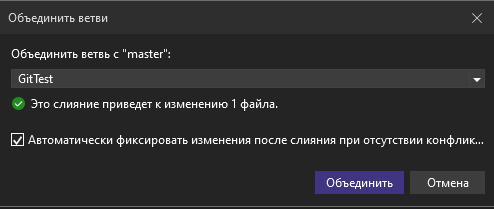 Объединить ветви
Объединить ветвь с "master":
GitTest
Это слияние приведет к изменению 1 файла.
Автоматически фиксировать изменения после слияния при отсутствии конфлик...
Объединить
Отмена